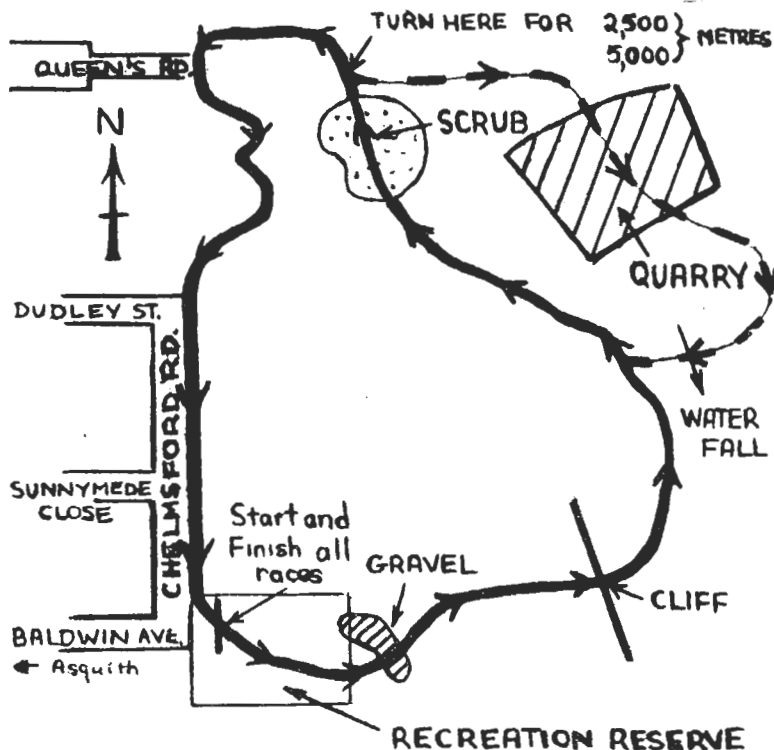 TURN HERE FOR 2,500
5,000 } METRES
QUEEN'S RD.
N
SCRUB
QUARRY
DUDLEY ST.
CHELMSFORD RD.
WATER
FALL
SUNNYMEDE
CLOSE
Start and
Finish all
races
GRAVEL
CLIFF
BALDWIN AVE.
← Asquith
RECREATION RESERVE